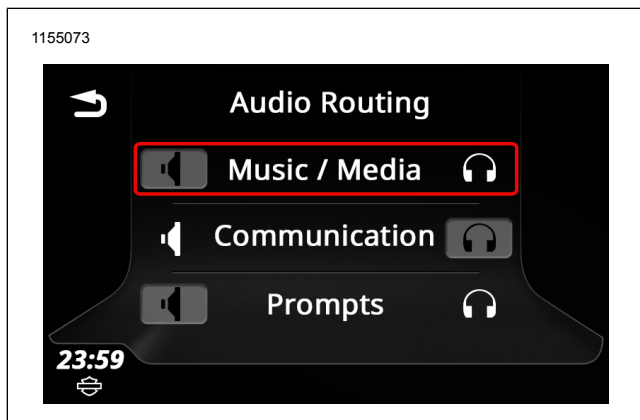 1155073
Audio Routing
Music / Media
Communication
Prompts
23:59